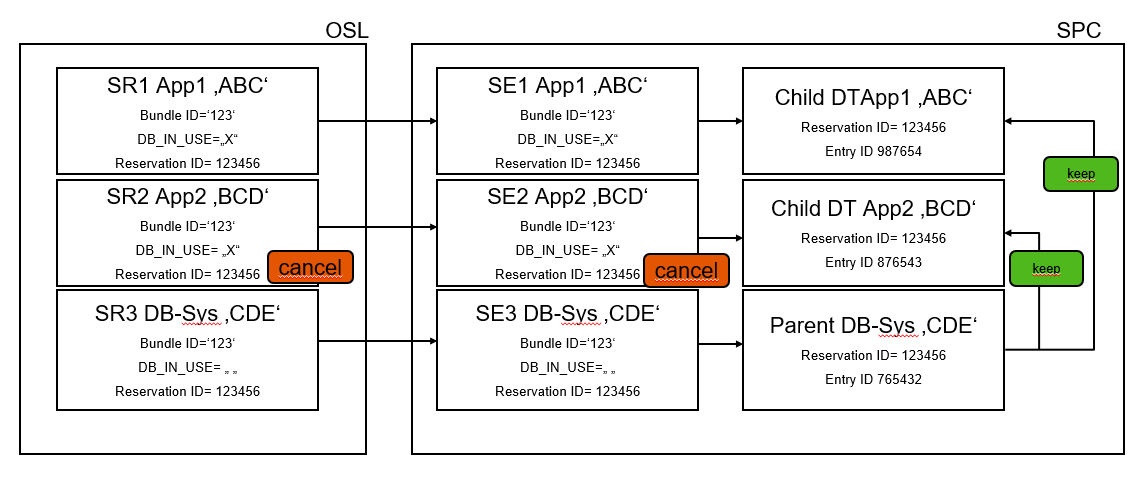 OSL
SPC
SR1 App1 ‚ABC‘
Bundle ID=‘123‘
DB_IN_USE=„X“
Reservation ID= 123456
SE1 App1 ‚ABC‘
Bundle ID=‘123‘
DB_IN_USE=„X“
Reservation ID= 123456
Child DTApp1 ‚ABC‘
Reservation ID= 123456
Entry ID 987654
keep
SR2 App2 ‚BCD‘
Bundle ID=‘123‘
DB_IN_USE= „X“
Reservation ID= 123456
cancel
SE2 App2 ‚BCD‘
Bundle ID=‘123‘
DB_IN_USE= „X“
Reservation ID= 123456
cancel
Child DT App2 ‚BCD‘
Reservation ID= 123456
Entry ID 876543
keep
SR3 DB-Sys ‚CDE‘
Bundle ID=‘123‘
DB_IN_USE= „ „
Reservation ID= 123456
SE3 DB-Sys ‚CDE‘
Bundle ID=‘123‘
DB_IN_USE=„ „
Reservation ID= 123456
Parent DB-Sys ‚CDE‘
Reservation ID= 123456
Entry ID 765432